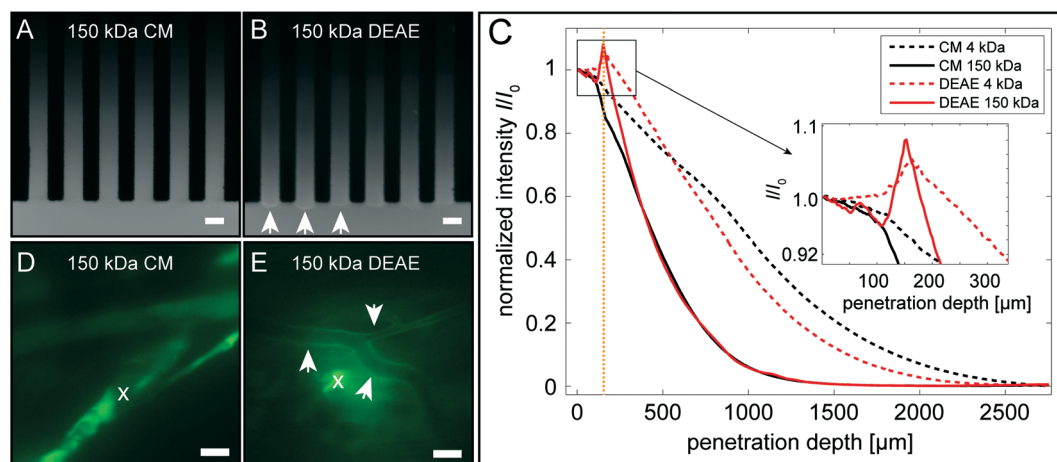 A 150 kDa CM
B 150 kDa DEAE
D 150 kDa CM
x
E 150 kDa DEAE
x
C
normalized intensity I/I0
1
0.8
0.6
0.4
0.2
0
0 500 1000 1500 2000 2500
penetration depth [µm]
CM 4 kDa
CM 150 kDa
DEAE 4 kDa
DEAE 150 kDa
I/I0
1.1
1.0
0.92
100 200 300
penetration depth [µm]